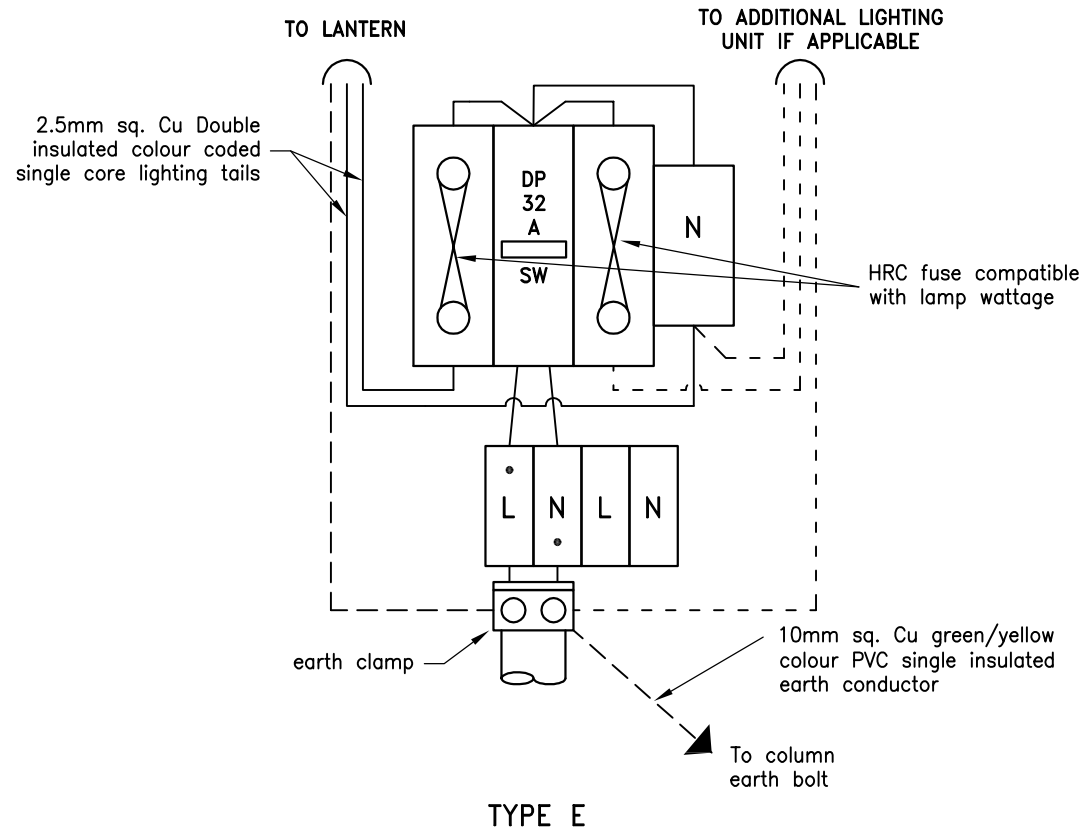 TO LANTERN
TO ADDITIONAL LIGHTING
UNIT IF APPLICABLE
2.5mm sq. Cu Double
insulated colour coded
single core lighting tails
DP
32
A
SW
N
HRC fuse compatible
with lamp wattage
L N L N
earth clamp
10mm sq. Cu green/yellow
colour PVC single insulated
earth conductor
To column
earth bolt
TYPE E